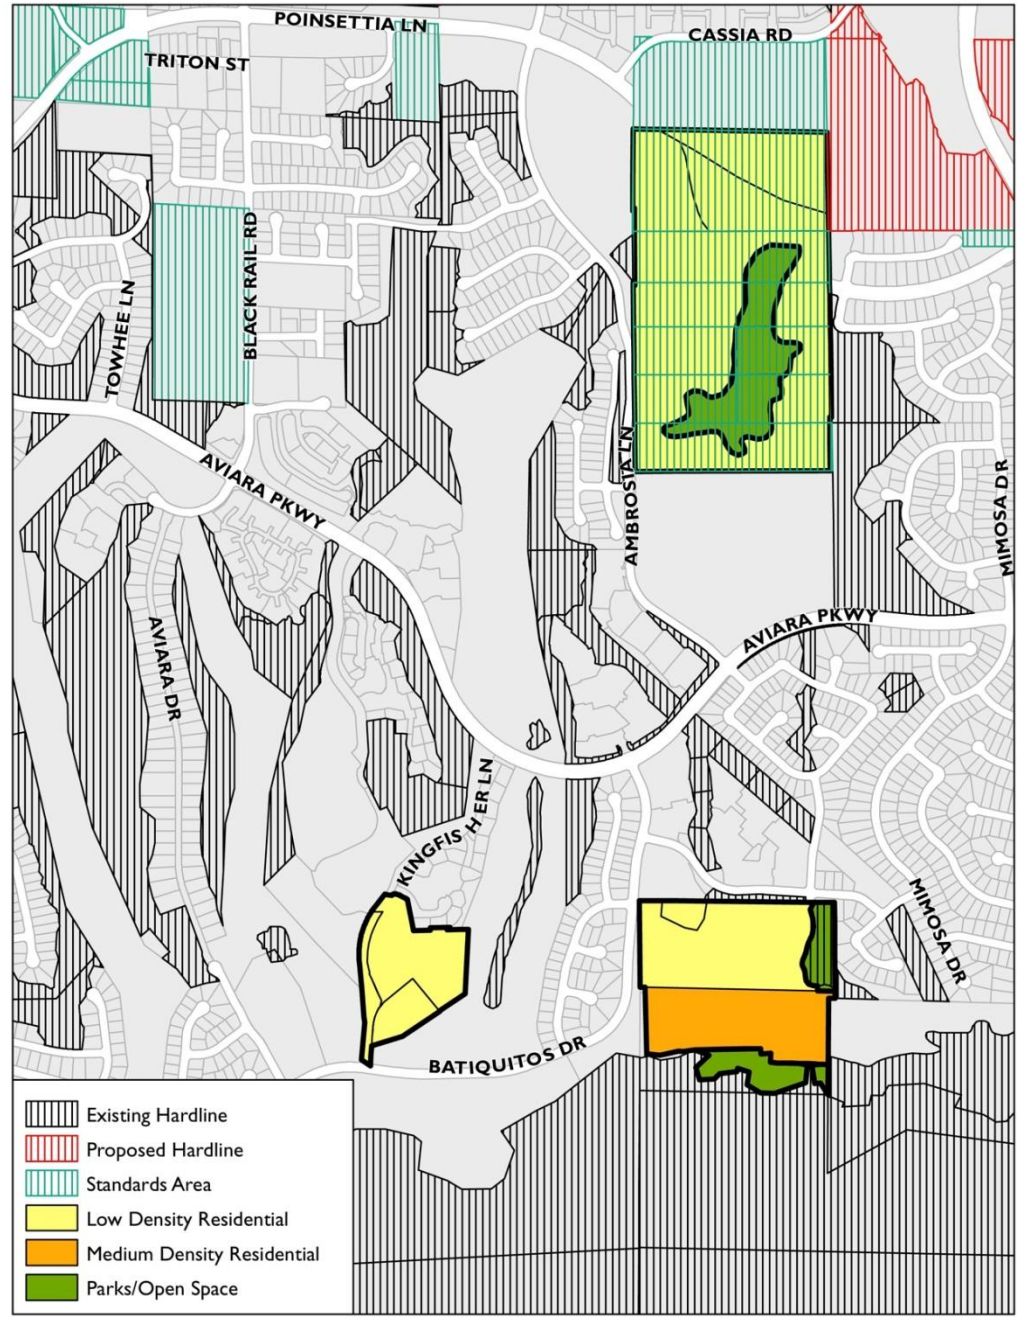 POINSETTIA LN
CASSIA RD
TRITON ST
BLACK RAIL RD
TOWHEE LN
AVIARA PKWY
AMBROSIA LN
MIMOSA DR
AVIARA PKWY
AVIARA DR
KINGFISHER LN
MIMOSA DR
BATIQUITOS DR
Existing Hardline
Proposed Hardline
Standards Area
Low Density Residential
Medium Density Residential
Parks/Open Space